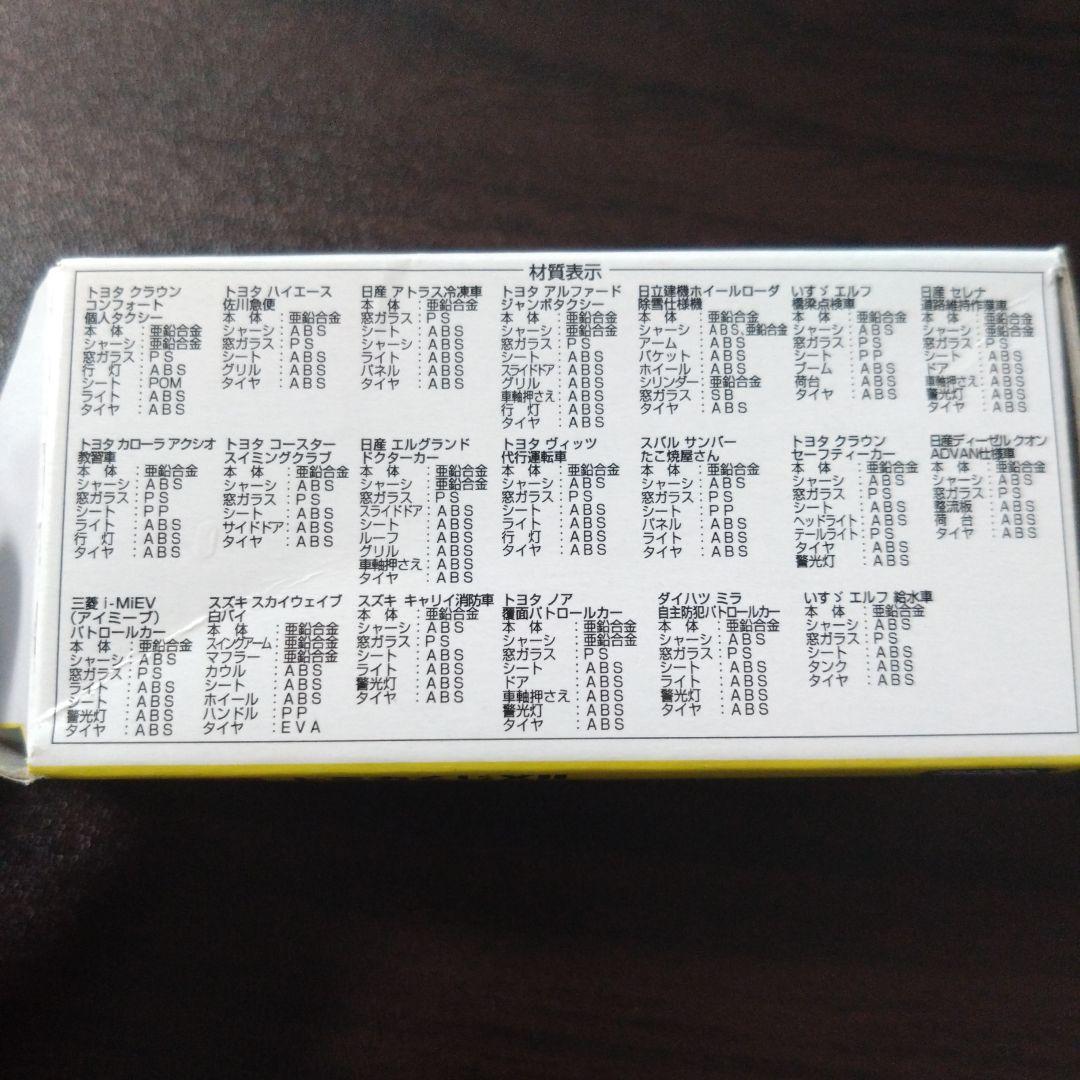 材質表示
トヨタ クラウン
コンフォート
個人タクシー
本 体:亜鉛合金
シャーシ:亜鉛合金
窓ガラス:PS
行 灯:ABS
シート:POM
ライト:ABS
タイヤ:ABS
トヨタ ハイエース
佐川急便
本 体:亜鉛合金
シャーシ:ABS
窓ガラス:PS
シート:ABS
グリル:ABS
タイヤ:ABS
日産 アトラス冷凍車
本 体:亜鉛合金
窓ガラス:PS
シート:ABS
シャーシ:ABS
ライト:ABS
パネル:ABS
タイヤ:ABS
トヨタ アルファード
ジャンボタクシー
本 体:亜鉛合金
シャーシ:亜鉛合金
窓ガラス:PS
シート:ABS
スライドドア:ABS
グリル:ABS
車軸押さえ:ABS
行 灯:ABS
タイヤ:ABS
日立建機ホイールローダ
除雪仕様機
本 体:亜鉛合金
シャーシ:ABS、亜鉛合金
アーム:ABS
バケット:ABS
ホイール:ABS
シリンダー:亜鉛合金
窓ガラス:SB
タイヤ:ABS
いすゞ エルフ
橋梁点検車
本 体:亜鉛合金
シャーシ:ABS
窓ガラス:PS
シート:PP
ブーム:ABS
荷台:ABS
タイヤ:ABS
日産 セレナ
道路維持作業車
本 体:亜鉛合金
シャーシ:亜鉛合金
窓ガラス:PS
シート:ABS
ドア:ABS
車軸押さえ:ABS
警光灯:ABS
タイヤ:ABS
トヨタ カローラ アクシオ
教習車
本 体:亜鉛合金
シャーシ:ABS
窓ガラス:PS
シート:PP
ライト:ABS
行 灯:ABS
タイヤ:ABS
トヨタ コースター
スイミングクラブ
本 体:亜鉛合金
シャーシ:ABS
窓ガラス:PS
シート:ABS
サイドドア:ABS
タイヤ:ABS
日産 エルグランド
ドクターカー
本 体:亜鉛合金
シャーシ:亜鉛合金
窓ガラス:PS
スライドドア:ABS
シート:ABS
ルーフ:ABS
グリル:ABS
車軸押さえ:ABS
タイヤ:ABS
トヨタ ヴィッツ
代行運転車
本 体:亜鉛合金
シャーシ:ABS
窓ガラス:PS
シート:ABS
ライト:ABS
行 灯:ABS
タイヤ:ABS
スバル サンバー
たこ焼屋さん
本 体:亜鉛合金
シャーシ:ABS
窓ガラス:PS
シート:PP
パネル:ABS
ライト:ABS
タイヤ:ABS
トヨタ クラウン
セーフティーカー
本 体:亜鉛合金
シャーシ:ABS
窓ガラス:PS
シート:ABS
ヘッドライト:ABS
テールライト:PS
タイヤ:ABS
警光灯:ABS
日産ディーゼル クオン
ADVAN仕様車
本 体:亜鉛合金
シャーシ:ABS
窓ガラス:PS
整流板:ABS
荷 台:ABS
タイヤ:ABS
三菱 i-MiEV
(アイミーブ)
パトロールカー
本 体:亜鉛合金
シャーシ:ABS
窓ガラス:PS
ライト:ABS
シート:ABS
警光灯:ABS
タイヤ:ABS
スズキ スカイウェイブ
白バイ
本 体:亜鉛合金
スイングアーム:亜鉛合金
マフラー:亜鉛合金
カウル:ABS
シート:ABS
ホイール:ABS
ハンドル:PP
タイヤ:EVA
スズキ キャリイ消防車
本 体:亜鉛合金
シャーシ:ABS
窓ガラス:PS
シート:ABS
ライト:ABS
警光灯:ABS
タイヤ:ABS
トヨタ ノア
覆面パトロールカー
本 体:亜鉛合金
シャーシ:亜鉛合金
窓ガラス:PS
シート:ABS
ドア:ABS
車軸押さえ:ABS
警光灯:ABS
タイヤ:ABS
ダイハツ ミラ
自主防犯パトロールカー
本 体:亜鉛合金
シャーシ:ABS
窓ガラス:PS
シート:ABS
ライト:ABS
警光灯:ABS
タイヤ:ABS
いすゞ エルフ 給水車
本 体:亜鉛合金
シャーシ:ABS
窓ガラス:PS
シート:ABS
タンク:ABS
タイヤ:ABS